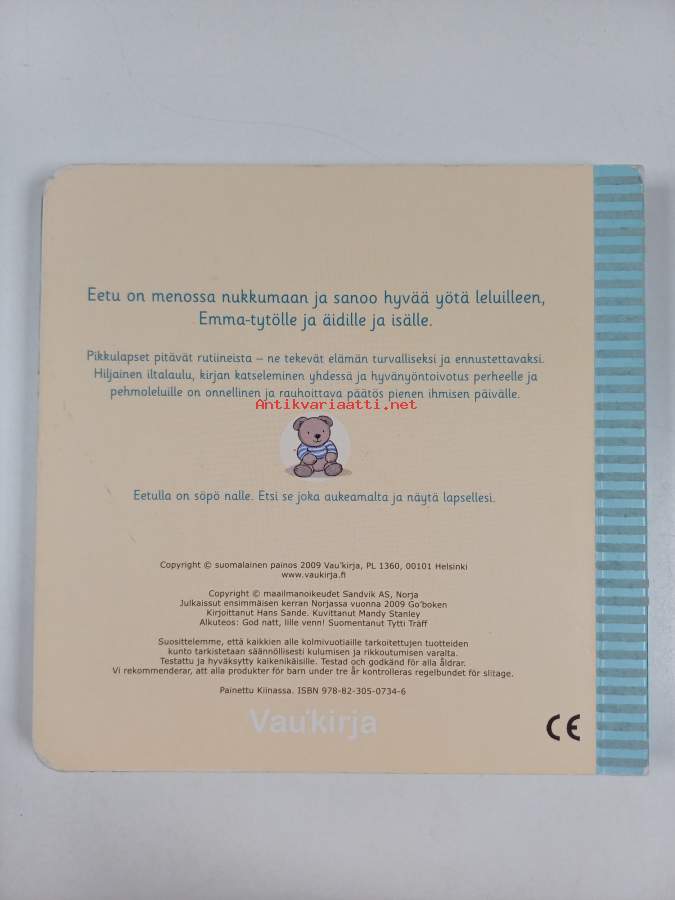 Eetu on menossa nukkumaan ja sanoo hyvää yötä leluilleen,
Emma-tytölle ja äidille ja isälle.
Pikkulapset pitävät rutiineista – ne tekevät elämän turvalliseksi ja ennustettavaksi.
Hiljainen iltalaulu, kirjan katseleminen yhdessä ja hyvänyöntoivotus perheelle ja
pehmoleluille on onnellinen ja rauhoittava päätös pienen ihmisen päivälle.
Antikvariaatti.net
Eetulla on söpö nalle. Etsi se joka aukeamalta ja näytä lapsellesi.
Copyright © suomalainen painos 2009 Vau'kirja, PL 1360, 00101 Helsinki
www.vaukirja.fi
Copyright © maailmanoikeudet Sandvik AS, Norja
Julkaissut ensimmäisen kerran Norjassa vuonna 2009 Go'boken
Kirjoittanut Hans Sande. Kuvittanut Mandy Stanley
Alkuteos: God natt, lille venn! Suomentanut Tytti Träff
Suosittelemme, että kaikkien alle kolmivuotiaille tarkoitettujen tuotteiden
kunto tarkistetaan säännöllisesti kulumisen ja rikkoutumisen varalta.
Testattu ja hyväksytty kaikenikäisille. Testad och godkänd för alla åldrar.
Vi rekommenderar, att alla produkter för barn under tre år kontrolleras regelbundet för slitage.
Painettu Kiinassa. ISBN 978-82-305-0734-6
Vau'kirja
CE